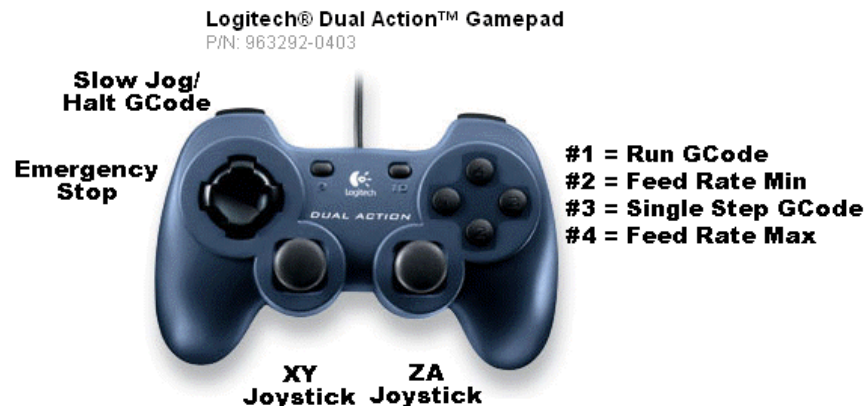 Logitech® Dual Action™ Gamepad
P/N: 963292-0403
Slow Jog/
Halt GCode
Emergency
Stop
#1 = Run GCode
#2 = Feed Rate Min
#3 = Single Step GCode
#4 = Feed Rate Max
Logitech
DUAL ACTION
XY
Joystick
ZA
Joystick